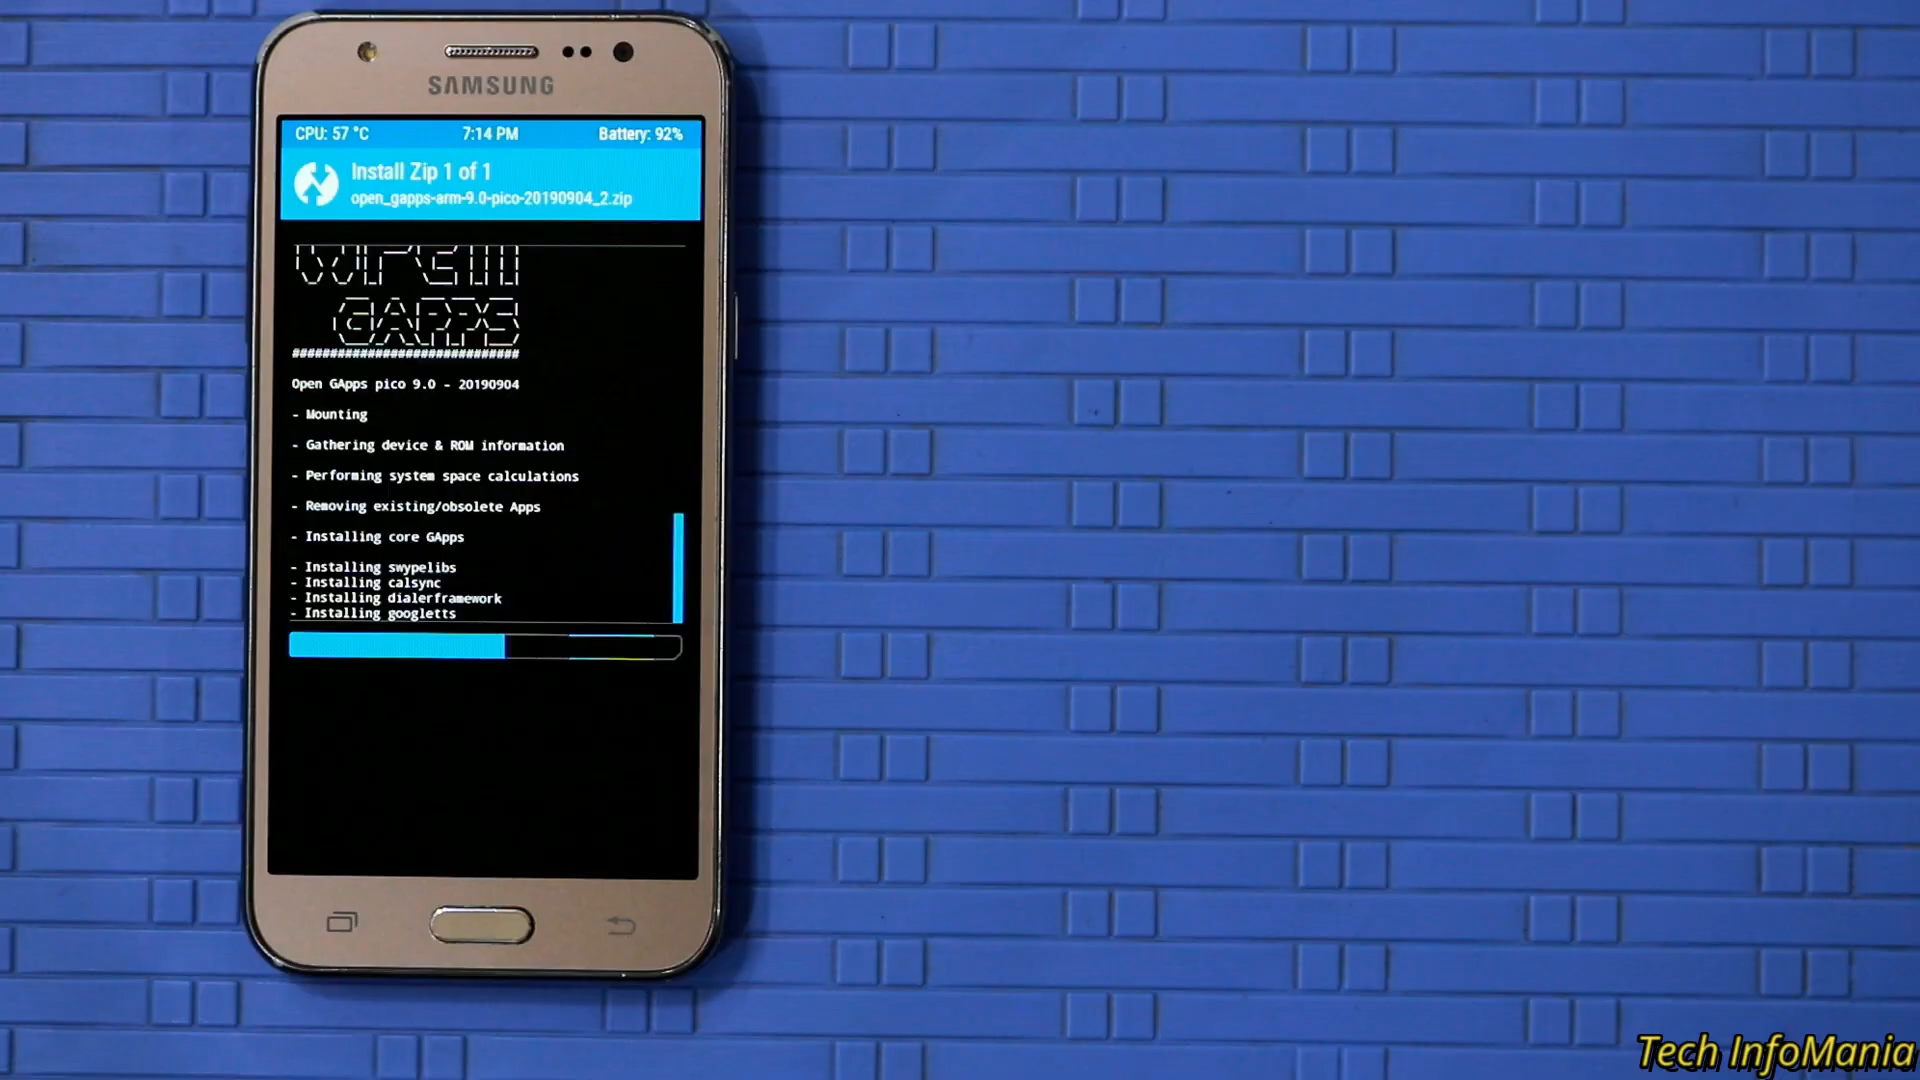 SAMSUNG
CPU: 57 °C 7:14 PM Battery: 92%
Install Zip 1 of 1
open_gapps-arm-9.0-pico-20190904_2.zip
GAPPS
##############################
Open GApps pico 9.0 - 20190904
- Mounting
- Gathering device & ROM information
- Performing system space calculations
- Removing existing/obsolete Apps
- Installing core GApps
- Installing swypelibs
- Installing calsync
- Installing dialerframework
- Installing googletts
Tech InfoMania